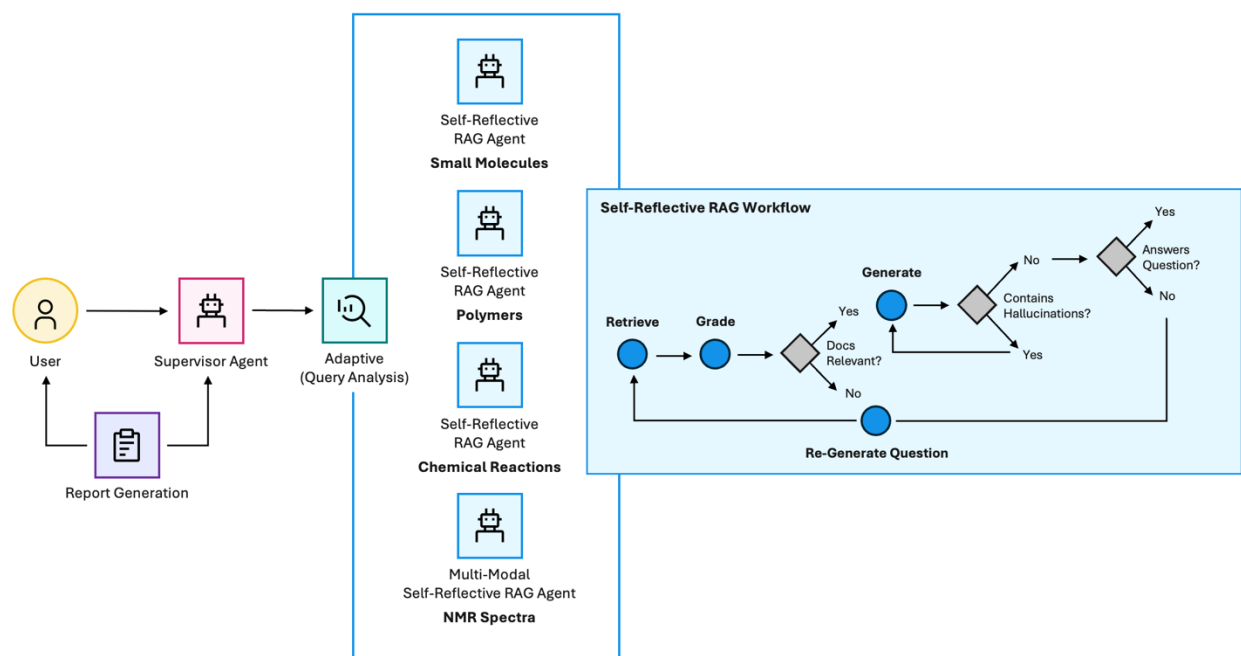 Self-Reflective
RAG Agent
Small Molecules
Self-Reflective
RAG Agent
Polymers
Self-Reflective
RAG Agent
Chemical Reactions
Multi-Modal
Self-Reflective RAG Agent
NMR Spectra
User
Supervisor Agent
Adaptive
(Query Analysis)
Report Generation
Self-Reflective RAG Workflow
Retrieve
Grade
Docs
Relevant?
Yes
No
Generate
Contains
Hallucinations?
No
Yes
Answers
Question?
Yes
No
Re-Generate Question